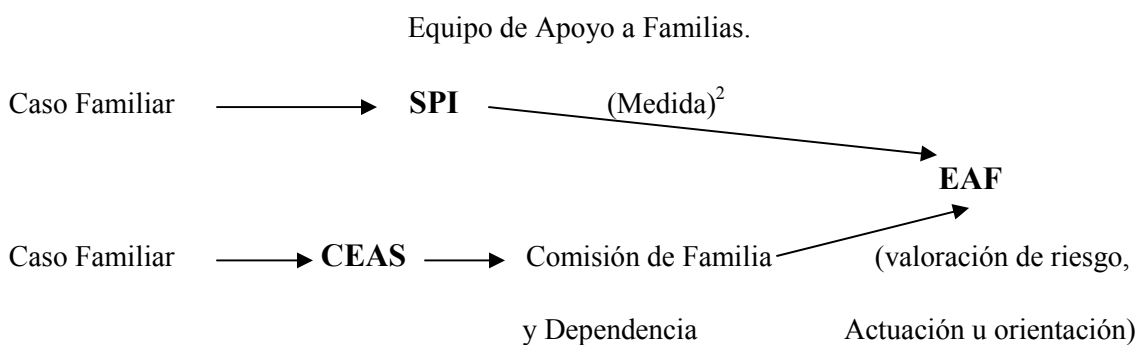 Equipo de Apoyo a Familias.
Caso Familiar SPI (Medida)2
EAF
Caso Familiar CEAS Comisión de Familia (valoración de riesgo,
y Dependencia Actuación u orientación)